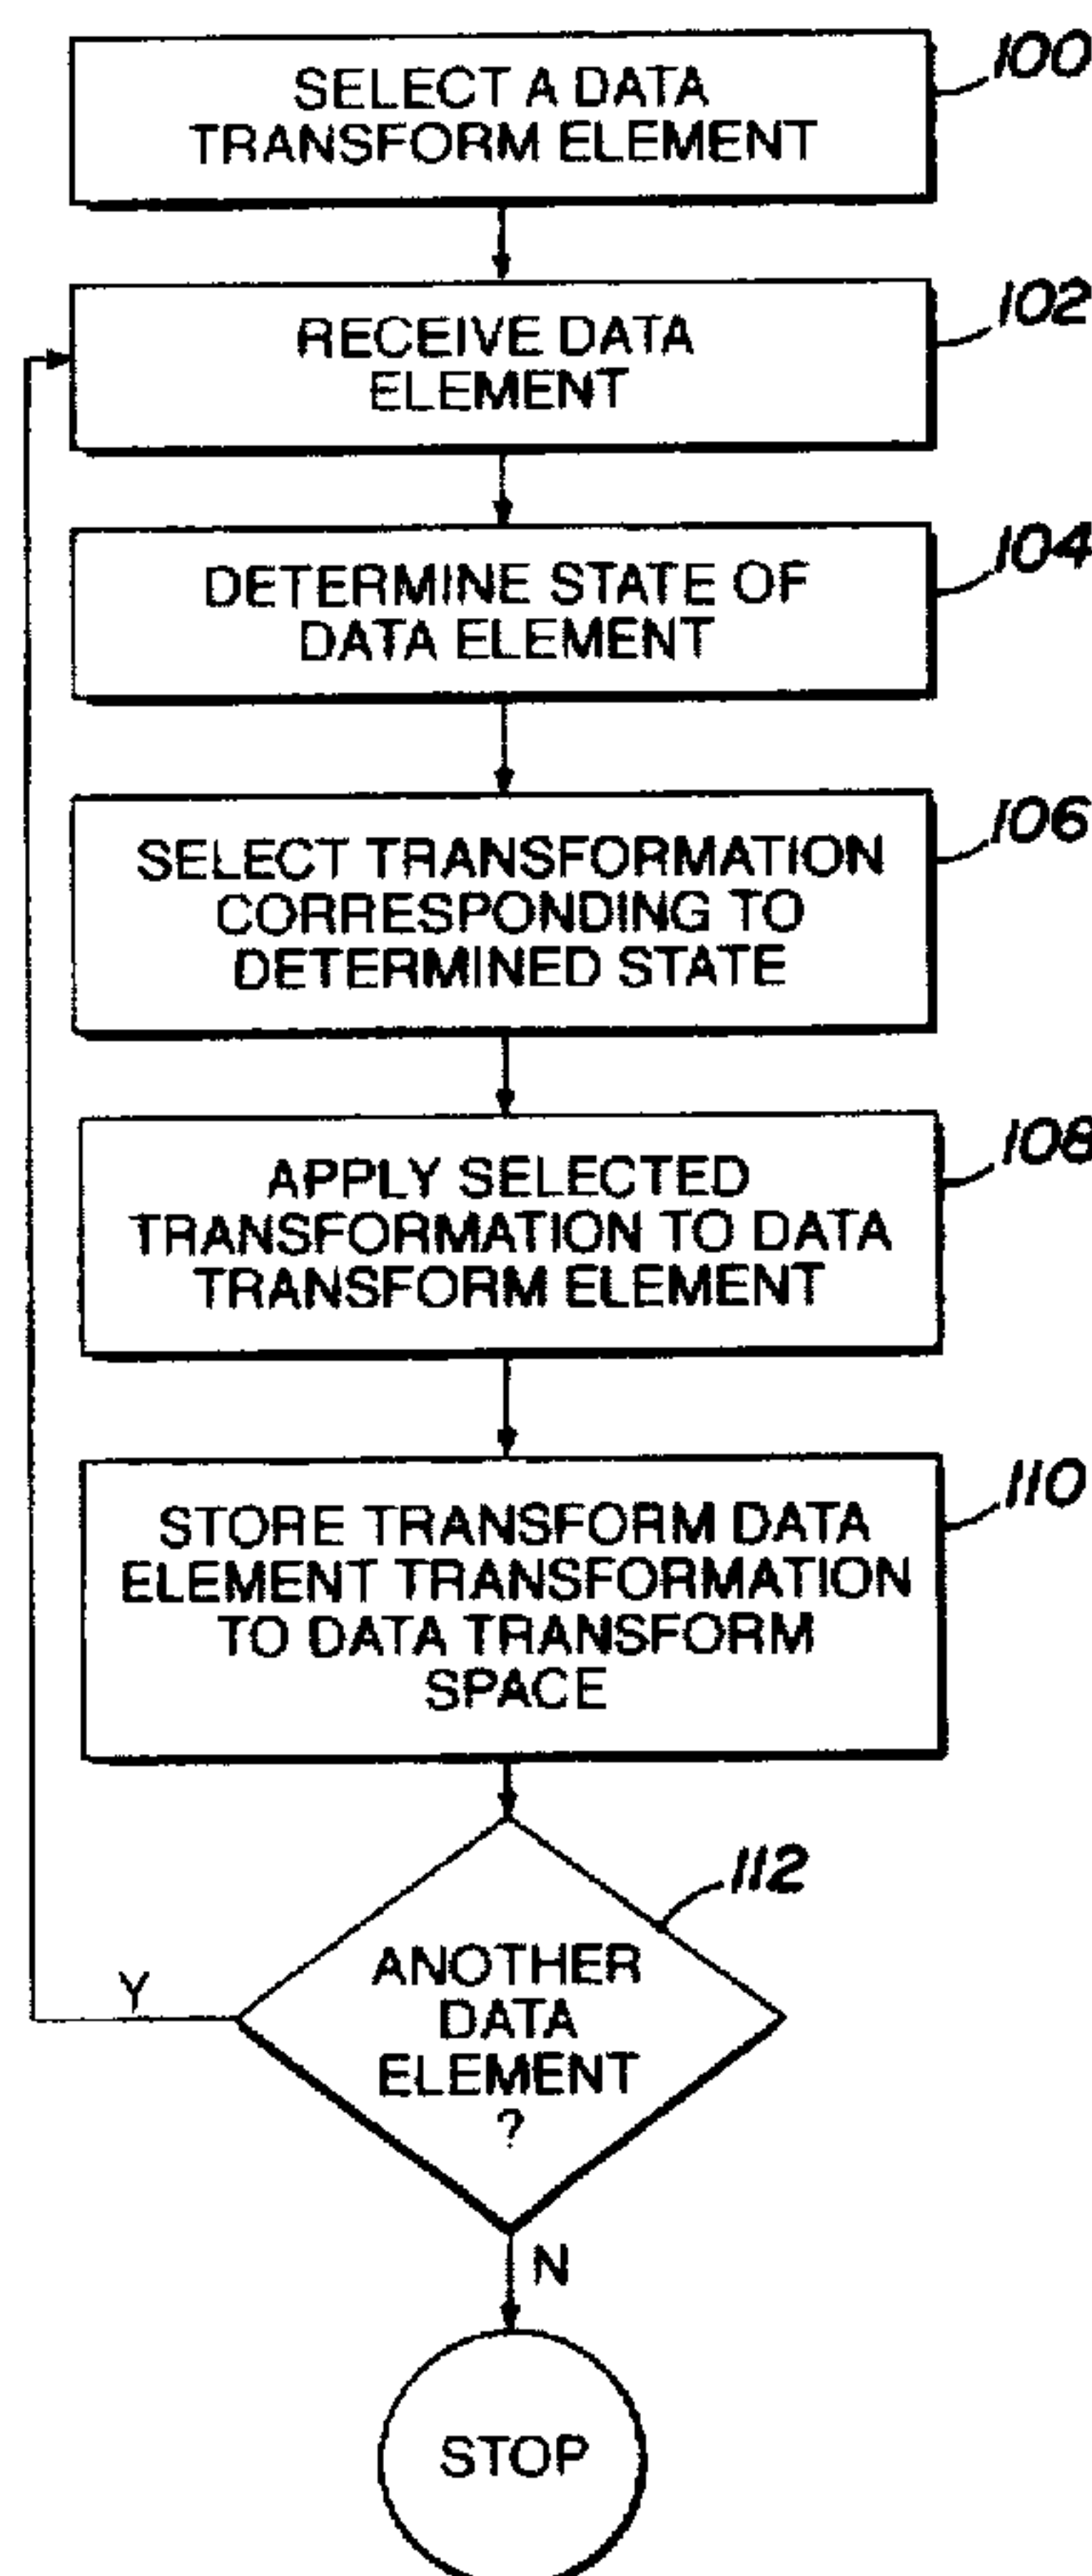 100
SELECT A DATA
TRANSFORM ELEMENT
102
RECEIVE DATA
ELEMENT
104
DETERMINE STATE OF
DATA ELEMENT
106
SELECT TRANSFORMATION
CORRESPONDING TO
DETERMINED STATE
108
APPLY SELECTED
TRANSFORMATION TO DATA
TRANSFORM ELEMENT
110
STORE TRANSFORM DATA
ELEMENT TRANSFORMATION
TO DATA TRANSFORM
SPACE
112
ANOTHER
DATA
ELEMENT
?
Y
N
STOP